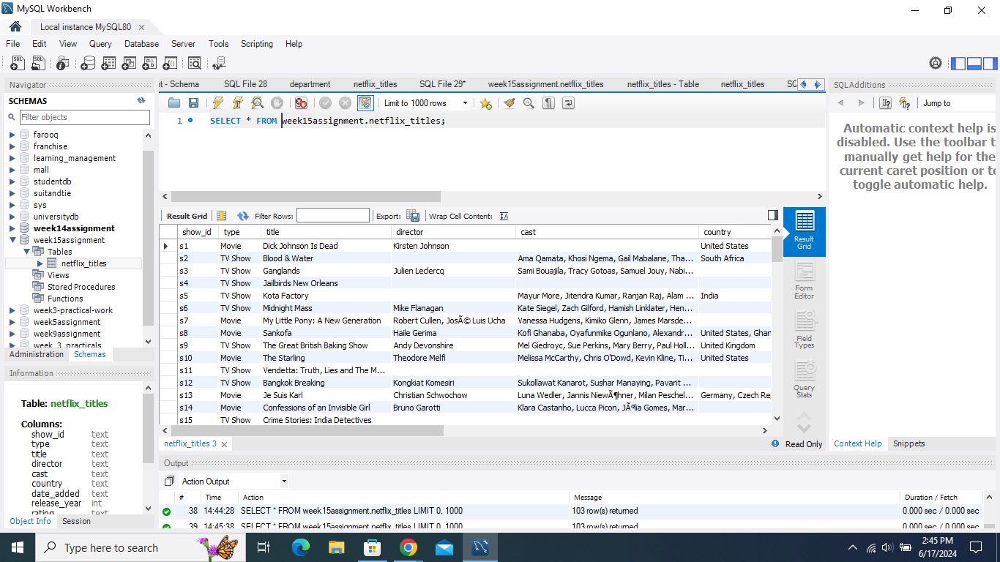 MySQL Workbench
Local instance MySQL80
File Edit View Query Database Server Tools Scripting Help
Navigator
SCHEMAS
Filter objects
farooq
franchise
learning_management
mall
studentdb
suitandtie
sys
universitydb
week14assignment
week15assignment
Tables
netflix_titles
Views
Stored Procedures
Functions
week3-practical-work
week5assignment
week9assignment
week_3_practicals
Administration Schemas
Information
Table: netflix_titles
Columns:
show_id text
type text
title text
director text
cast text
country text
date_added text
release_year int
rating text
Object Info Session
t - Schema SQL File 28 department netflix_titles SQL File 29* week15assignment.netflix_titles netflix_titles - Table netflix_titles SQ
Limit to 1000 rows
1 SELECT * FROM week15assignment.netflix_titles;
Result Grid Filter Rows: Export: Wrap Cell Content:
show_id type title director cast country
s1 Movie Dick Johnson Is Dead Kirsten Johnson United States
s2 TV Show Blood & Water Ama Qamata, Khosi Ngema, Gail Mabalane, Tha... South Africa
s3 TV Show Ganglands Julien Leclercq Sami Bouajila, Tracy Gotoas, Samuel Jouy, Nabi...
s4 TV Show Jailbirds New Orleans
s5 TV Show Kota Factory Mayur More, Jitendra Kumar, Ranjan Raj, Alam ... India
s6 TV Show Midnight Mass Mike Flanagan Kate Siegel, Zach Gilford, Hamish Linklater, Hen...
s7 Movie My Little Pony: A New Generation Robert Cullen, JosÃ© Luis Ucha Vanessa Hudgens, Kimiko Glenn, James Marsde...
s8 Movie Sankofa Haile Gerima Kofi Ghanaba, Oyafunmike Ogunlano, Alexandr... United States, Ghan
s9 TV Show The Great British Baking Show Andy Devonshire Mel Giedroyc, Sue Perkins, Mary Berry, Paul Holl... United Kingdom
s10 Movie The Starling Theodore Melfi Melissa McCarthy, Chris O'Dowd, Kevin Kline, Ti... United States
s11 TV Show Vendetta: Truth, Lies and The M...
s12 TV Show Bangkok Breaking Kongkiat Komesiri Sukollawat Kanarot, Sushar Manaying, Pavarit ...
s13 Movie Je Suis Karl Christian Schwochow Luna Wedler, Jannis NiewÃ¶hner, Milan Peschel... Germany, Czech Re
s14 Movie Confessions of an Invisible Girl Bruno Garotti Klara Castanho, Lucca Picon, JÃºlia Gomes, Mar...
s15 TV Show Crime Stories: India Detectives
Result
Grid
Form
Editor
Field
Types
Query
Stats
netflix_titles 3 Read Only
Output
Action Output
# Time Action Message Duration / Fetch
38 14:44:28 SELECT * FROM week15assignment.netflix_titles LIMIT 0, 1000 103 row(s) returned 0.000 sec / 0.000 sec
39 14:45:38 SELECT * FROM week15assignment.netflix_titles LIMIT 0, 1000 103 row(s) returned 0.000 sec / 0.000 sec
SQLAdditions
Jump to
Automatic context help is
disabled. Use the toolbar t
manually get help for the
current caret position or to
toggle automatic help.
Context Help Snippets
Type here to search
2:45 PM
6/17/2024